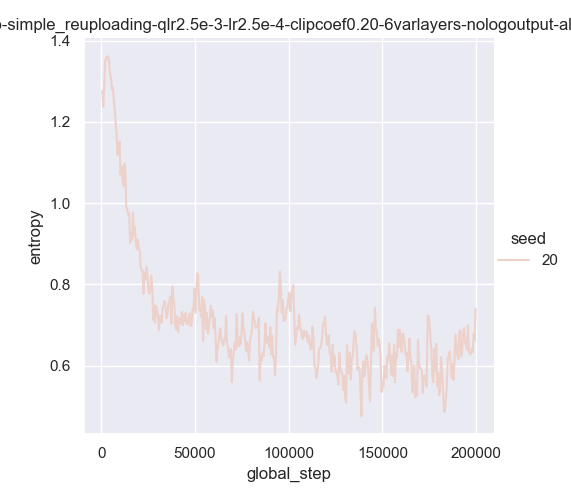 -simple_reuploading-qlr2.5e-3-lr2.5e-4-clipcoef0.20-6varlayers-nologoutput-al
1.4
1.2
1.0
0.8
0.6
entropy
0
50000
100000
150000
200000
global_step
seed
20